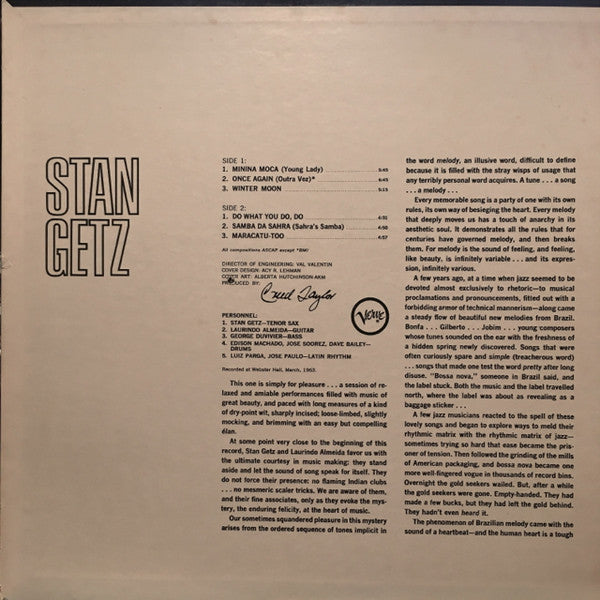 STAN
GETZ
SIDE 1:
1. MININA MOCA (Young Lady) 5:45
2. ONCE AGAIN (Outra Vez)* 6:45
3. WINTER MOON 5:15
SIDE 2:
1. DO WHAT YOU DO, DO 4:31
2. SAMBA DA SAHRA (Sahra's Samba) 4:50
3. MARACATU-TOO 4:57
All compositions ASCAP except *BMI
DIRECTOR OF ENGINEERING: VAL VALENTIN
COVER DESIGN: ACY R. LEHMAN
COVER ART: ALBERTA HUTCHINSON-AKM
PRODUCED BY:
Creed Taylor
Verve
PERSONNEL:
1. STAN GETZ—TENOR SAX
2. LAURINDO ALMEIDA—GUITAR
3. GEORGE DUVIVIER—BASS
4. EDISON MACHADO, JOSE SOOREZ, DAVE BAILEY—
DRUMS
5. LUIZ PARGA, JOSE PAULO—LATIN RHYTHM
Recorded at Webster Hall, March, 1963.
This one is simply for pleasure . . . a session of re-
laxed and amiable performances filled with music of
great beauty, and paced with long measures of a kind
of dry-point wit, sharply incised; loose-limbed, slightly
mocking, and brimming with an easy but compelling
élan.
At some point very close to the beginning of this
record, Stan Getz and Laurindo Almeida favor us with
the ultimate courtesy in music making: they stand
aside and let the sound of song speak for itself. They
do not force their presence: no flaming Indian clubs
. . . no mesmeric scaler tricks. We are aware of them,
and their fine associates, only as they evoke the mys-
tery, the enduring felicity, at the heart of music.
Our sometimes squandered pleasure in this mystery
arises from the ordered sequence of tones implicit in
the word melody, an illusive word, difficult to define
because it is filled with the stray wisps of usage that
any terribly personal word acquires. A tune . . . a song
. . . a melody . . .
Every memorable song is a party of one with its own
rules, its own way of besieging the heart. Every melody
that deeply moves us has a touch of anarchy in its
aesthetic soul. It demonstrates all the rules that for
centuries have governed melody, and then breaks
them. For melody is the sound of feeling, and feeling,
like beauty, is infinitely variable . . . and its expres-
sion, infinitely various.
A few years ago, at a time when jazz seemed to be
devoted almost exclusively to rhetoric—to musical
proclamations and pronouncements, fitted out with a
forbidding armor of technical mannerism—along came
a steady flow of beautiful new melodies from Brazil.
Bonfa . . . Gilberto . . . Jobim . . . young composers
whose tunes sounded on the ear with the freshness of
a hidden spring newly discovered. Songs that were
often curiously spare and simple (treacherous word)
. . . songs that made one test the word pretty after long
disuse. "Bossa nova," someone in Brazil said, and
the label stuck. Both the music and the label travelled
north, where the label was about as revealing as a
baggage sticker . . .
A few jazz musicians reacted to the spell of these
lovely songs and began to explore ways to meld their
rhythmic matrix with the rhythmic matrix of jazz—
sometimes trying so hard that ease became the pris-
oner of tension. Then followed the grinding of the mills
of American packaging, and bossa nova became one
more well-fingered vogue in thousands of record bins.
Overnight the gold seekers wailed. But, after a while
the gold seekers were gone. Empty-handed. They had
made a few bucks, but they had left the gold behind.
They hadn't even heard it.
The phenomenon of Brazilian melody came with the
sound of a heartbeat—and the human heart is a tough